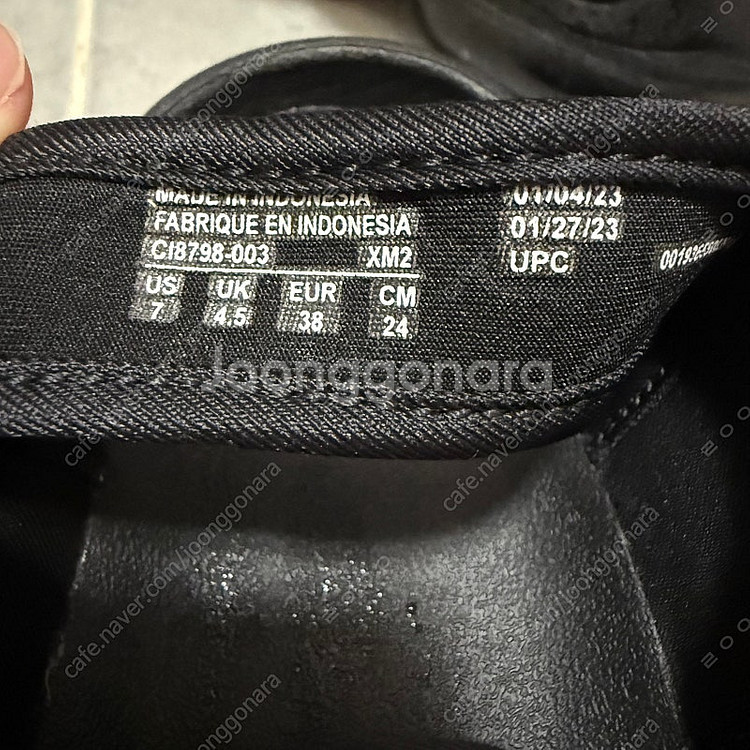 MADE IN INDONESIA
FABRIQUE EN INDONESIA
CI8798-003 XM2
US UK EUR CM
7 4.5 38 24
01/04/23
01/27/23
UPC
Joonggonara
cafe.naver.com/joonggonara